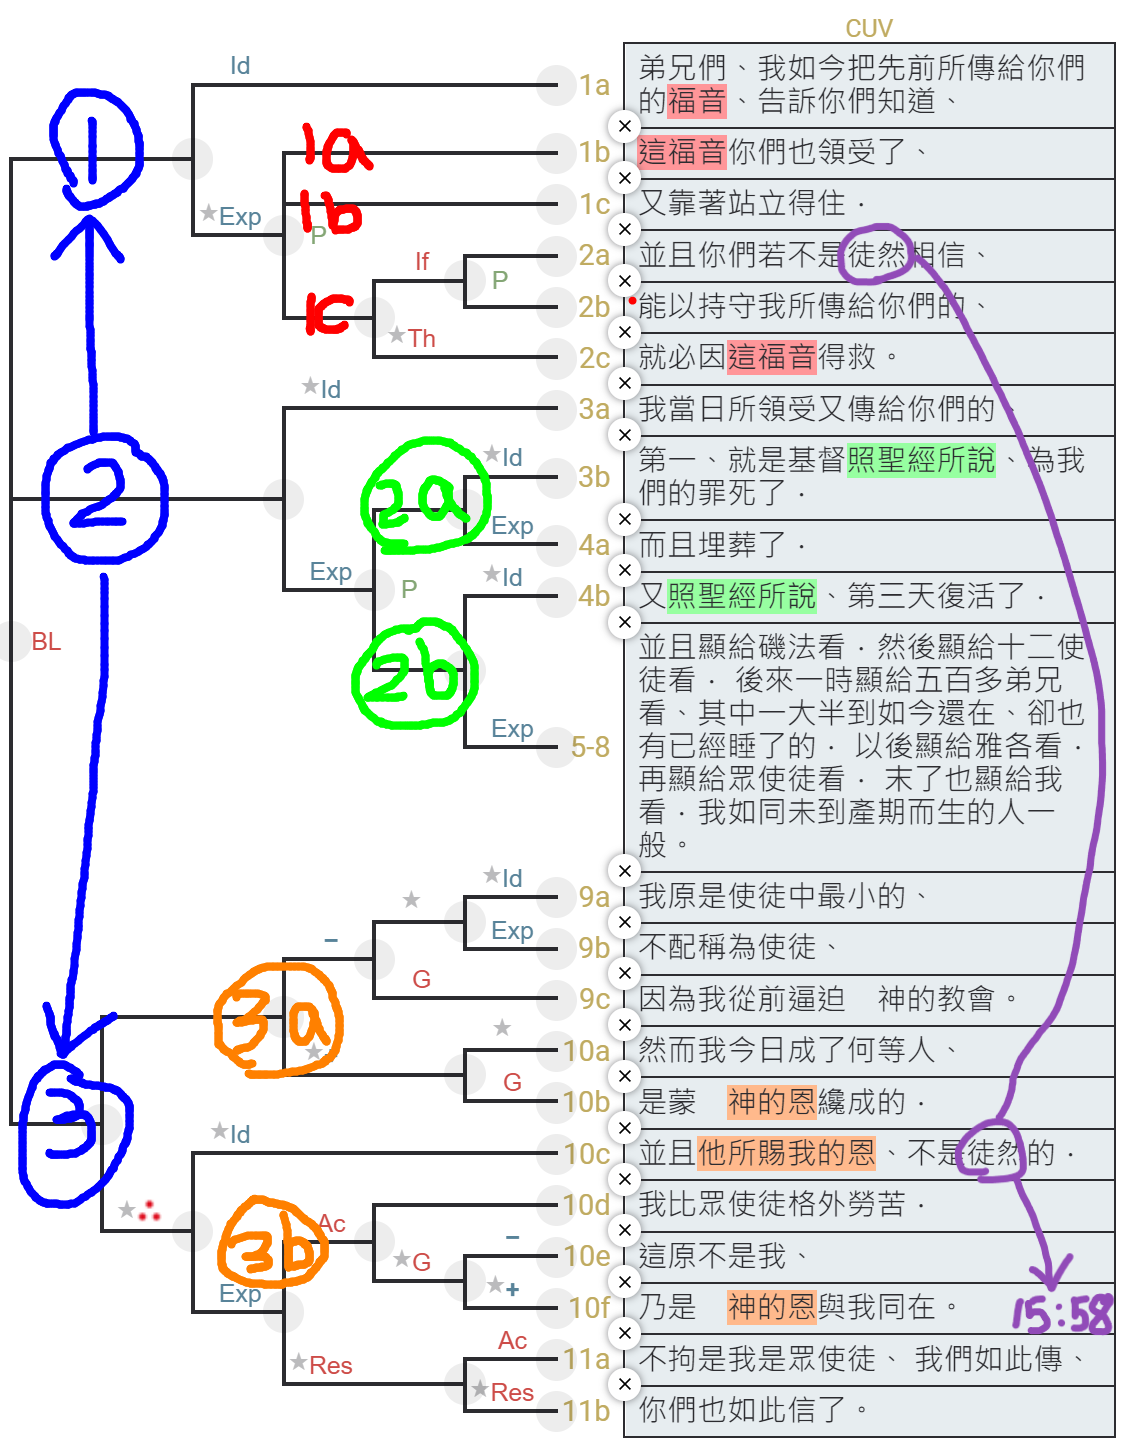 CUV
Id
1a
弟兄們、我如今把先前所傳給你們
的福音、告訴你們知道、
1
1a
1b
這福音你們也領受了、
1b
1c
又靠著站立得住．
Exp
P
If
2a
並且你們若不是徒然相信、
P
1c
2b
能以持守我所傳給你們的、
Th
2c
就必因這福音得救。
Id
3a
我當日所領受又傳給你們的、
2
2a
Id
3b
第一、就是基督照聖經所說、為我
們的罪死了．
Exp
4a
而且埋葬了．
Exp
P
Id
4b
又照聖經所說、第三天復活了．
BL
2b
Exp
5-8
並且顯給磯法看．然後顯給十二使
徒看． 後來一時顯給五百多弟兄
看、其中一大半到如今還在、卻也
有已經睡了的． 以後顯給雅各看．
再顯給眾使徒看． 末了也顯給我
看．我如同未到產期而生的人一
般。
Id
9a
我原是使徒中最小的、
–
Exp
9b
不配稱為使徒、
G
9c
因為我從前逼迫　神的教會。
3a
10a
然而我今日成了何等人、
G
10b
是蒙　神的恩纔成的．
3
Id
10c
並且他所賜我的恩、不是徒然的．
3b
Ac
10d
我比眾使徒格外勞苦．
G
–
10e
這原不是我、
Exp
+
10f
乃是　神的恩與我同在。
15:58
Res
Ac
11a
不拘是我是眾使徒、 我們如此傳、
Res
11b
你們也如此信了。